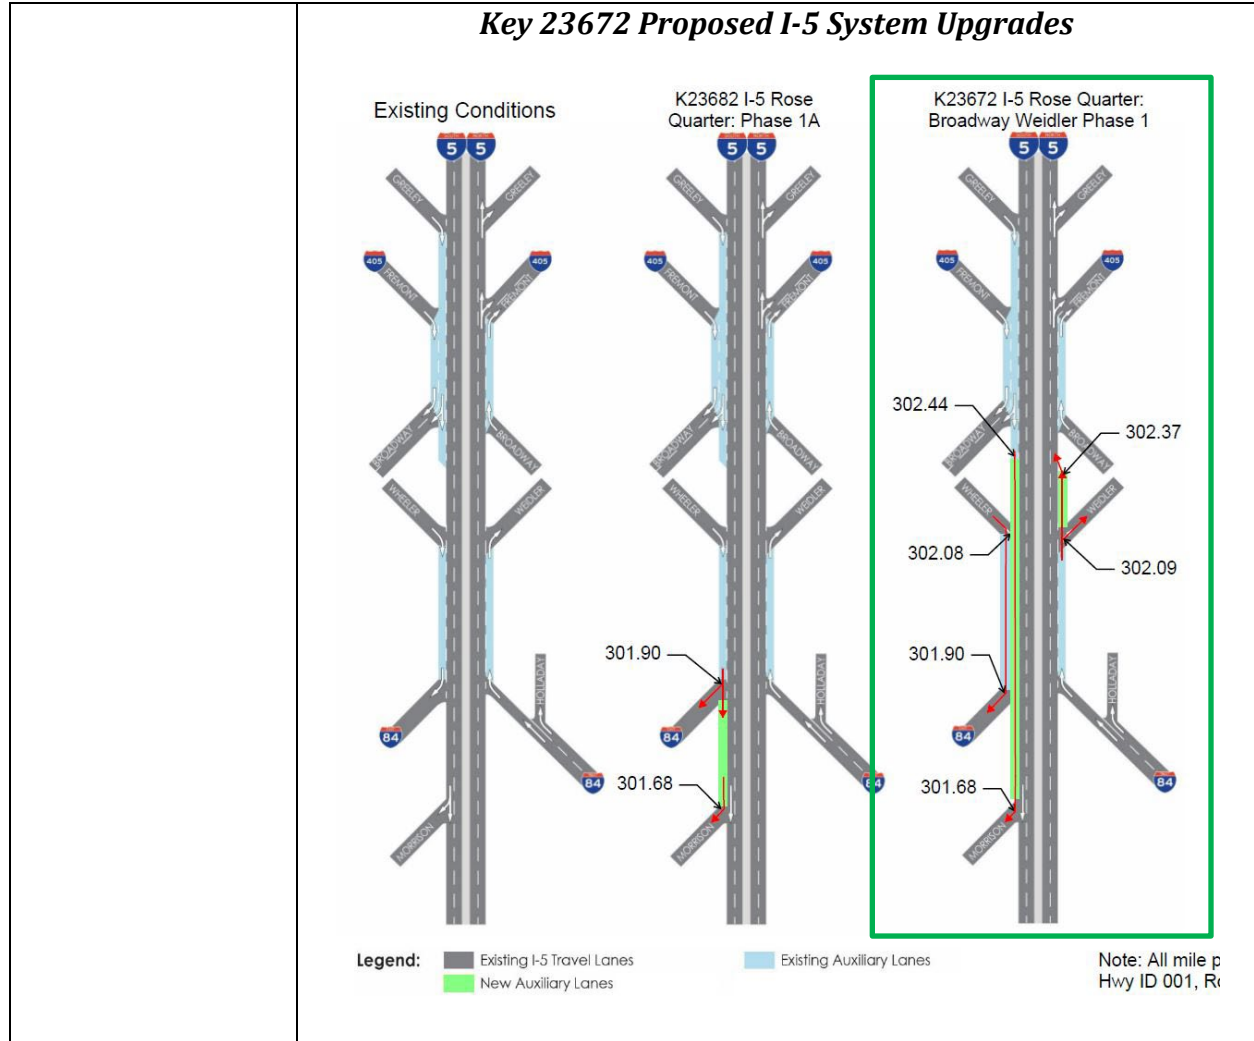 Key 23672 Proposed I-5 System Upgrades
Existing Conditions
5 5
GREELEY
GREELEY
405
405
FREMONT
FREMONT
BROADWAY
BROADWAY
WHEELER
WEIDLER
HOLLADAY
84
84
MORRISON
K23682 I-5 Rose
Quarter: Phase 1A
5 5
GREELEY
GREELEY
405
405
FREMONT
FREMONT
BROADWAY
BROADWAY
WHEELER
WEIDLER
301.90
HOLLADAY
84
84
301.68
MORRISON
K23672 I-5 Rose Quarter:
Broadway Weidler Phase 1
5 5
GREELEY
GREELEY
405
405
FREMONT
FREMONT
302.44
BROADWAY
BROADWAY
302.37
WHEELER
WEIDLER
302.08
302.09
301.90
HOLLADAY
84
84
301.68
MORRISON
Legend:
Existing I-5 Travel Lanes
Existing Auxiliary Lanes
New Auxiliary Lanes
Note: All mile p
Hwy ID 001, Ro